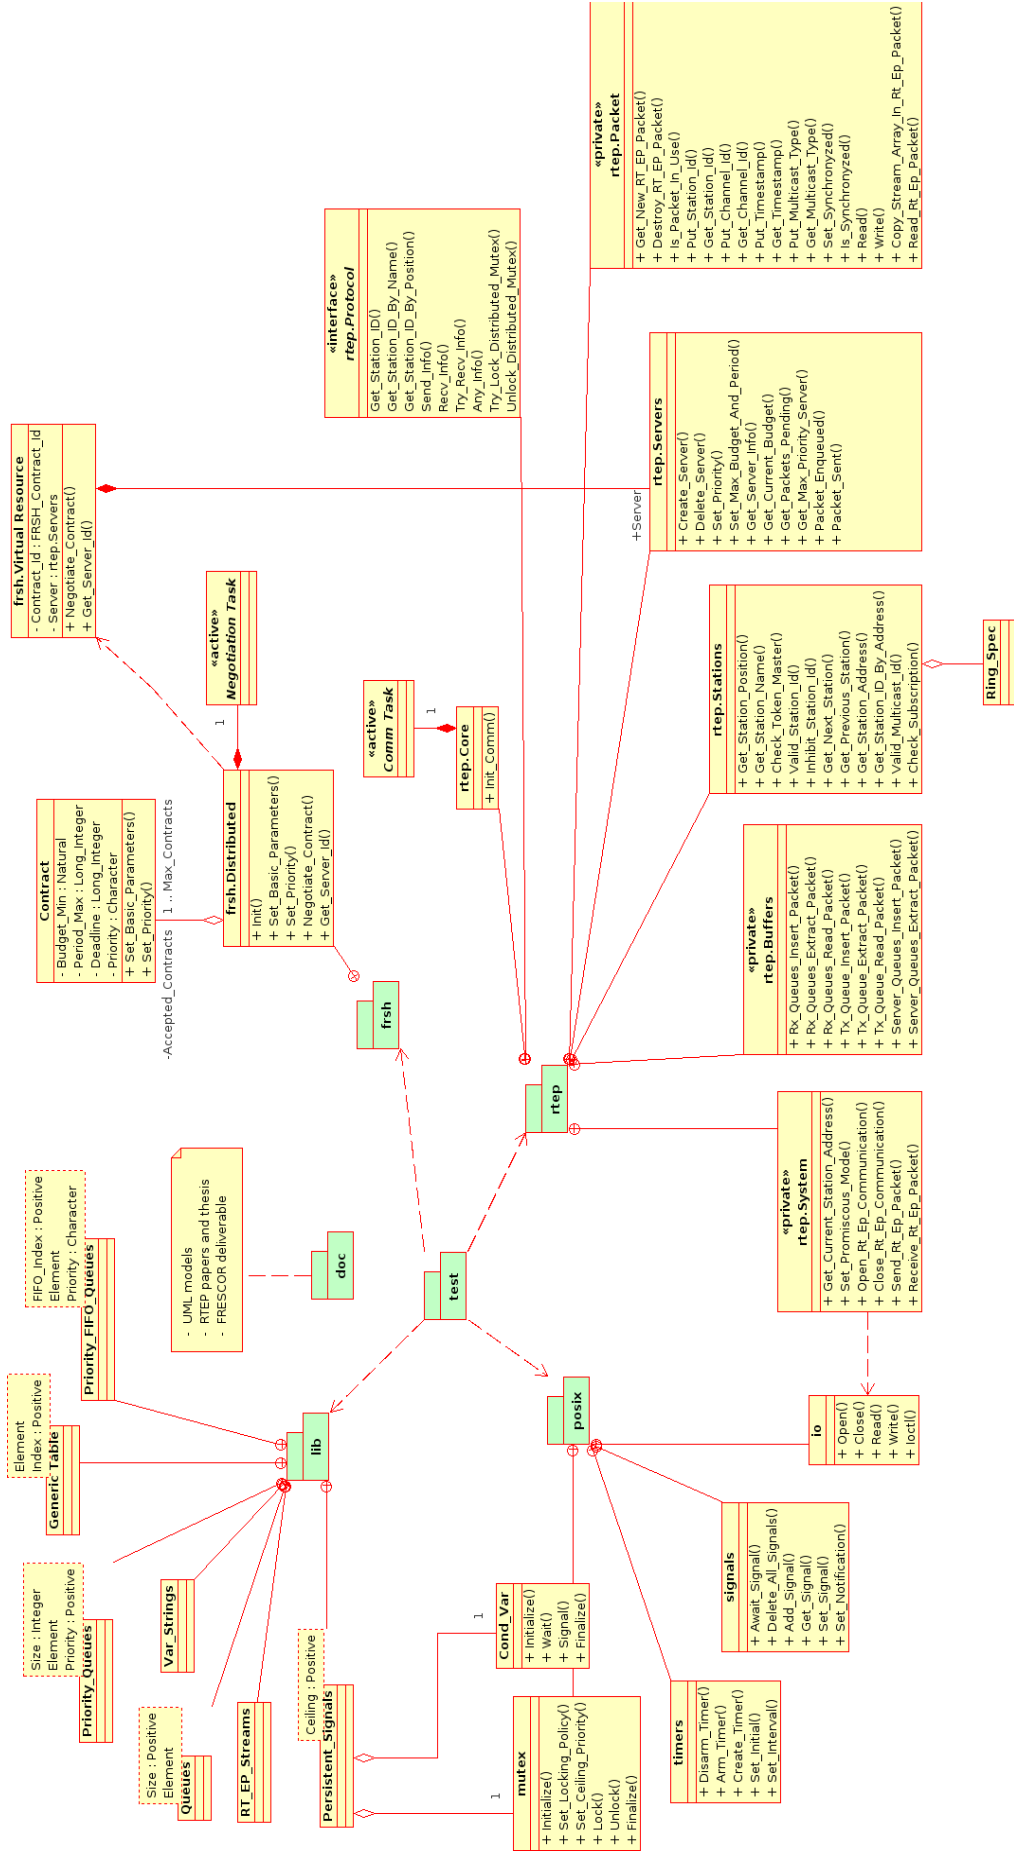 Queues
Size : Positive
Element
Priority_Queues
Size : Integer
Element
Priority : Positive
Generic Table
Element
Index : Positive
Priority_FIFO_Queues
FIFO_Index : Positive
Element
Priority : Character
Var_Strings
RT_EP_Streams
Persistent_Signals
Ceiling : Positive
lib
- UML models
- RTEP papers and thesis
- FRESCOR deliverable
doc
test
Contract
- Budget_Min : Natural
- Period_Max : Long_Integer
- Deadline : Long_Integer
- Priority : Character
+ Set_Basic_Parameters()
+ Set_Priority()
-Accepted_Contracts
1 .. Max_Contracts
frsh.Distributed
+ Init()
+ Set_Basic_Parameters()
+ Set_Priority()
+ Negotiate_Contract()
+ Get_Server_Id()
frsh
frsh.Virtual Resource
- Contract_Id : FRSH_Contract_Id
- Server : rtep.Servers
+ Negotiate_Contract()
+ Get_Server_Id()
«active»
Negotiation Task
1
«active»
Comm Task
1
rtep.Core
+ Init_Comm()
«interface»
rtep.Protocol
Get_Station_ID()
Get_Station_ID_By_Name()
Get_Station_ID_By_Position()
Send_Info()
Recv_Info()
Try_Recv_Info()
Any_Info()
Try_Lock_Distributed_Mutex()
Unlock_Distributed_Mutex()
mutex
+ Initialize()
+ Set_Locking_Policy()
+ Set_Ceiling_Priority()
+ Lock()
+ Unlock()
+ Finalize()
1
Cond_Var
+ Initialize()
+ Wait()
+ Signal()
+ Finalize()
1
posix
rtep
timers
+ Disarm_Timer()
+ Arm_Timer()
+ Create_Timer()
+ Set_Initial()
+ Set_Interval()
signals
+ Await_Signal()
+ Delete_All_Signals()
+ Add_Signal()
+ Get_Signal()
+ Set_Signal()
+ Set_Notification()
io
+ Open()
+ Close()
+ Read()
+ Write()
+ Ioctl()
«private»
rtep.System
+ Get_Current_Station_Address()
+ Set_Promiscous_Mode()
+ Open_Rt_Ep_Communication()
+ Close_Rt_Ep_Communication()
+ Send_Rt_Ep_Packet()
+ Receive_Rt_Ep_Packet()
«private»
rtep.Buffers
+ Rx_Queues_Insert_Packet()
+ Rx_Queues_Extract_Packet()
+ Rx_Queues_Read_Packet()
+ Tx_Queue_Insert_Packet()
+ Tx_Queue_Extract_Packet()
+ Tx_Queue_Read_Packet()
+ Server_Queues_Insert_Packet()
+ Server_Queues_Extract_Packet()
rtep.Stations
+ Get_Station_Position()
+ Get_Station_Name()
+ Check_Token_Master()
+ Valid_Station_Id()
+ Inhibit_Station_Id()
+ Get_Next_Station()
+ Get_Previous_Station()
+ Get_Station_Address()
+ Get_Station_ID_By_Address()
+ Valid_Multicast_Id()
+ Check_Subscription()
Ring_Spec
+Server
rtep.Servers
+ Create_Server()
+ Delete_Server()
+ Set_Priority()
+ Set_Max_Budget_And_Period()
+ Get_Server_Info()
+ Get_Current_Budget()
+ Get_Packets_Pending()
+ Get_Max_Priority_Server()
+ Packet_Enqueued()
+ Packet_Sent()
«private»
rtep.Packet
+ Get_New_RT_EP_Packet()
+ Destroy_RT_EP_Packet()
+ Is_Packet_In_Use()
+ Put_Station_Id()
+ Get_Station_Id()
+ Put_Channel_Id()
+ Get_Channel_Id()
+ Put_Timestamp()
+ Get_Timestamp()
+ Put_Multicast_Type()
+ Get_Multicast_Type()
+ Set_Synchronyzed()
+ Is_Synchronyzed()
+ Read()
+ Write()
+ Copy_Stream_Array_In_Rt_Ep_Packet()
+ Read_Rt_Ep_Packet()